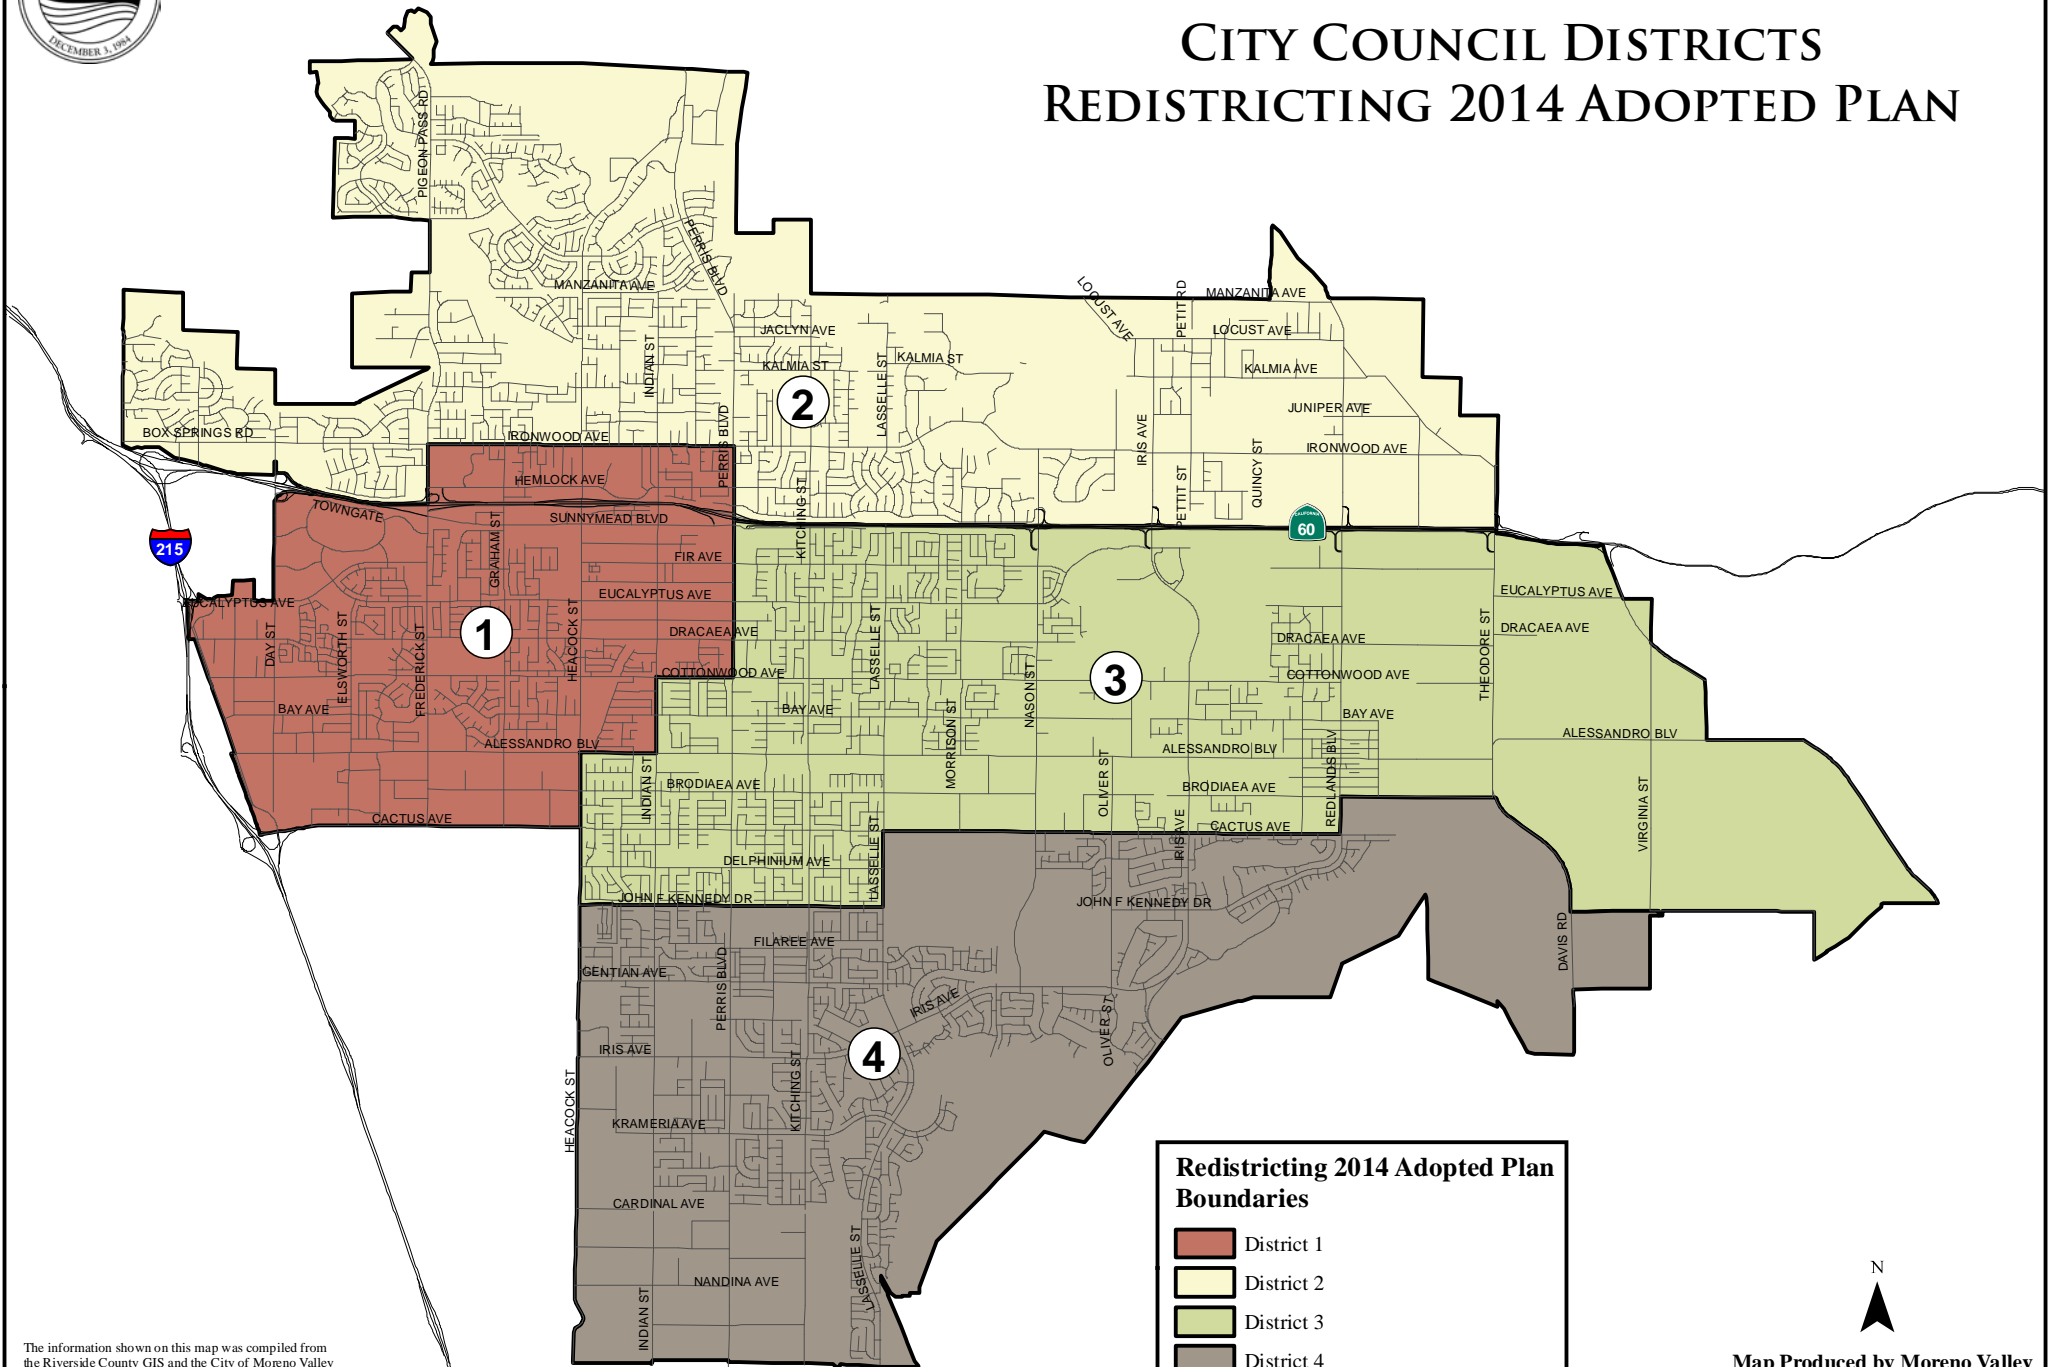 DECEMBER 3, 1984
CITY COUNCIL DISTRICTS
REDISTRICTING 2014 ADOPTED PLAN
PIGEON PASS RD
PERRIS BLVD
MANZANITA AVE
LOCUST AVE
PETIT RD
MANZANITA AVE
JACLYN AVE
LOCUST AVE
INDIAN ST
KALMIA ST
LASSELLE ST
KALMIA ST
KALMIA AVE
2
JUNIPER AVE
BOX SPRINGS RD
IRONWOOD AVE
PERRIS BLVD
IRIS AVE
IRONWOOD AVE
HEMLOCK AVE
KITCHING ST
PETTIT ST
QUINCY ST
TOWNGATE
SUNNYMEAD BLVD
CALIFORNIA
60
215
GRAHAM ST
FIR AVE
EUCALYPTUS AVE
EUCALYPTUS AVE
EUCALYPTUS AVE
1
DAY ST
ELSWORTH ST
FREDERICK ST
HEACOCK ST
DRACAEA AVE
LASSELLE ST
DRACAEA AVE
THEODORE ST
DRACAEA AVE
COTTONWOOD AVE
3
COTTONWOOD AVE
BAY AVE
BAY AVE
MORRISON ST
NASON ST
BAY AVE
ALESSANDRO BLV
ALESSANDRO BLV
ALESSANDRO BLV
INDIAN ST
BRODIAEA AVE
OLIVER ST
BRODIAEA AVE
REDLANDS BLV
VIRGINIA ST
CACTUS AVE
LASSELLE ST
IRIS AVE
CACTUS AVE
DELPHINIUM AVE
JOHN F KENNEDY DR
JOHN F KENNEDY DR
FILAREE AVE
DAVIS RD
GENTIAN AVE
PERRIS BLVD
IRIS AVE
OLIVER ST
IRIS AVE
4
HEACOCK ST
KITCHING ST
KRAMERIA AVE
CARDINAL AVE
LASSELLE ST
NANDINA AVE
INDIAN ST
Redistricting 2014 Adopted Plan
Boundaries
District 1
District 2
District 3
District 4
N
The information shown on this map was compiled from
the Riverside County GIS and the City of Moreno Valley
Map Produced by Moreno Valley